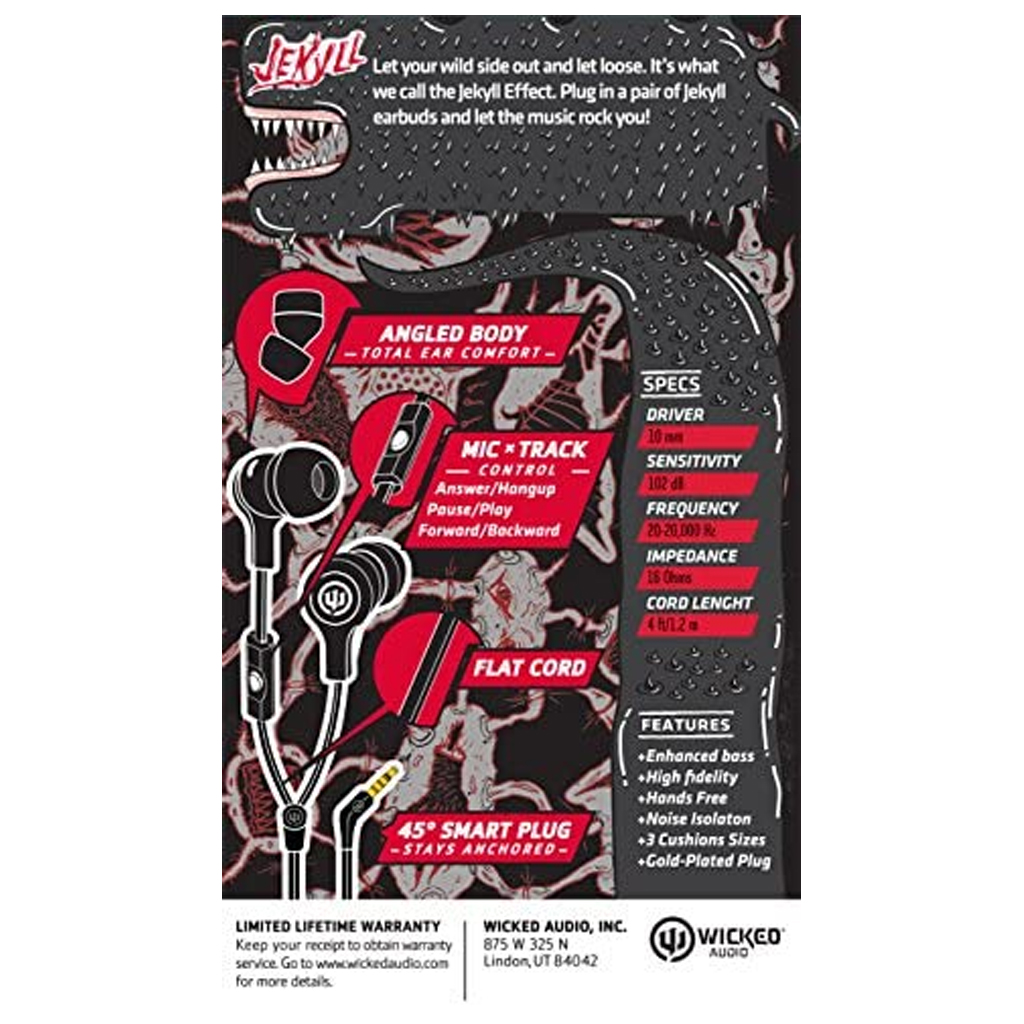 JEKYLL
Let your wild side out and let loose. It's what
we call the Jekyll Effect. Plug in a pair of Jekyll
earbuds and let the music rock you!
ANGLED BODY
– TOTAL EAR COMFORT –
MIC × TRACK
— CONTROL —
Answer/Hangup
Pause/Play
Forward/Backward
FLAT CORD
45° SMART PLUG
– STAYS ANCHORED –
SPECS
DRIVER
10 mm
SENSITIVITY
102 dB
FREQUENCY
20-20,000 Hz
IMPEDANCE
16 Ohms
CORD LENGHT
4 ft/1.2 m
FEATURES
+Enhanced bass
+High fidelity
+Hands Free
+Noise Isolaton
+3 Cushions Sizes
+Gold-Plated Plug
LIMITED LIFETIME WARRANTY
Keep your receipt to obtain warranty
service. Go to www.wickedaudio.com
for more details.
WICKED AUDIO, INC.
875 W 325 N
Lindon, UT 84042
WICKED
AUDIO